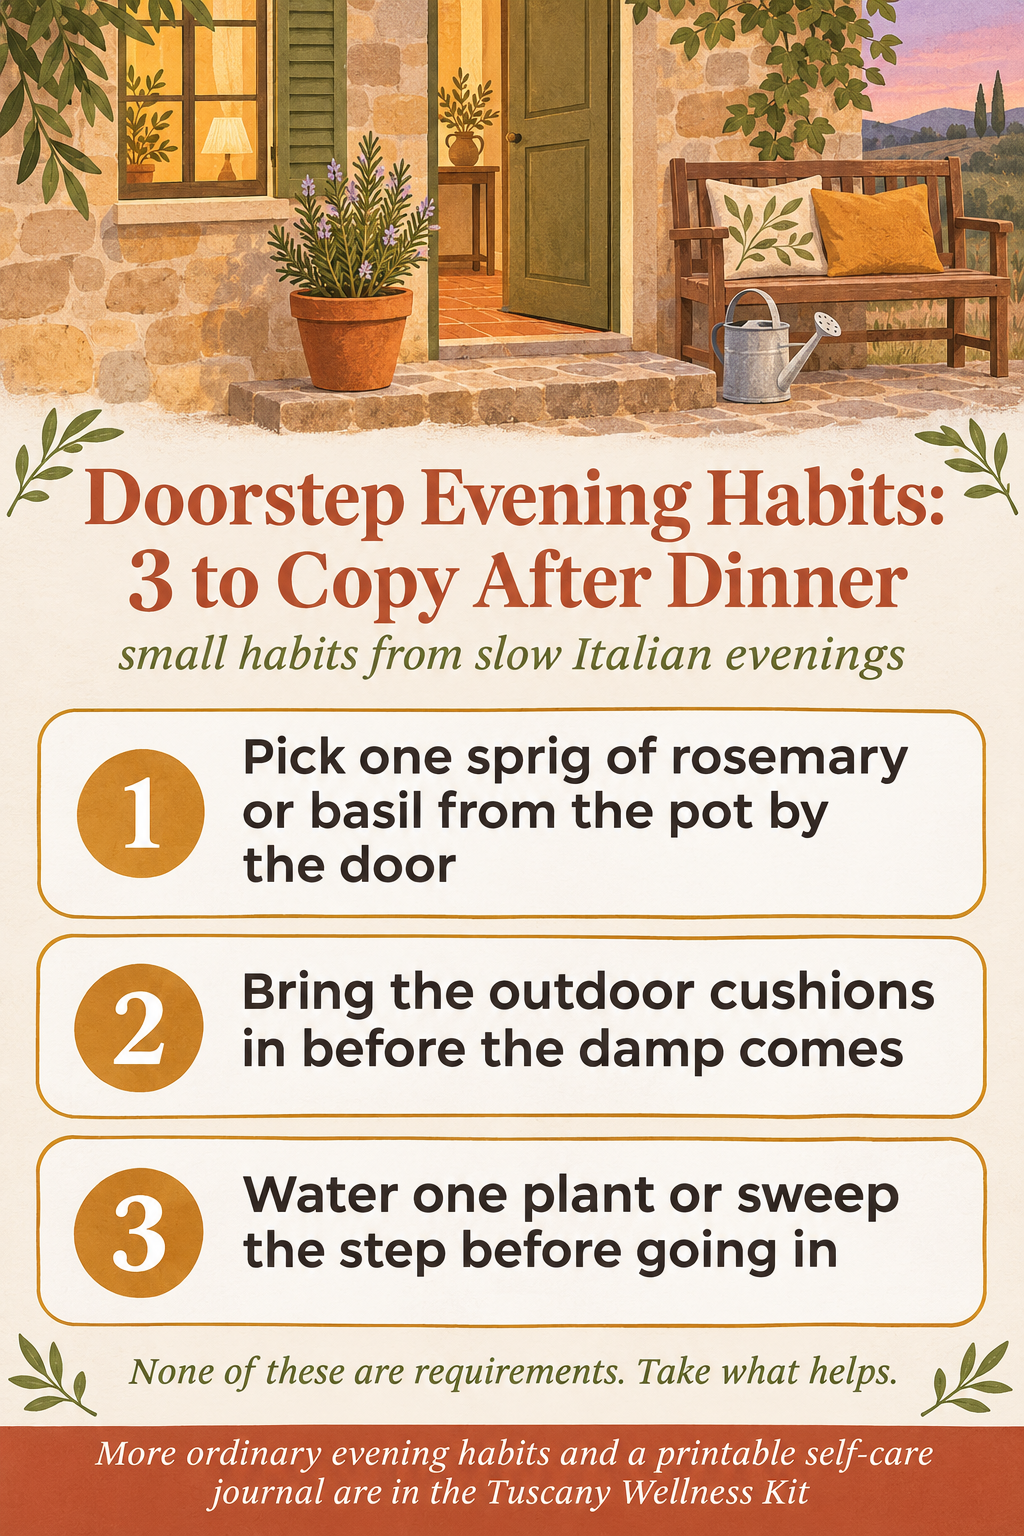 Doorstep Evening Habits:
3 to Copy After Dinner
small habits from slow Italian evenings
1
Pick one sprig of rosemary
or basil from the pot by
the door
2
Bring the outdoor cushions
in before the damp comes
3
Water one plant or sweep
the step before going in
None of these are requirements. Take what helps.
More ordinary evening habits and a printable self-care
journal are in the Tuscany Wellness Kit